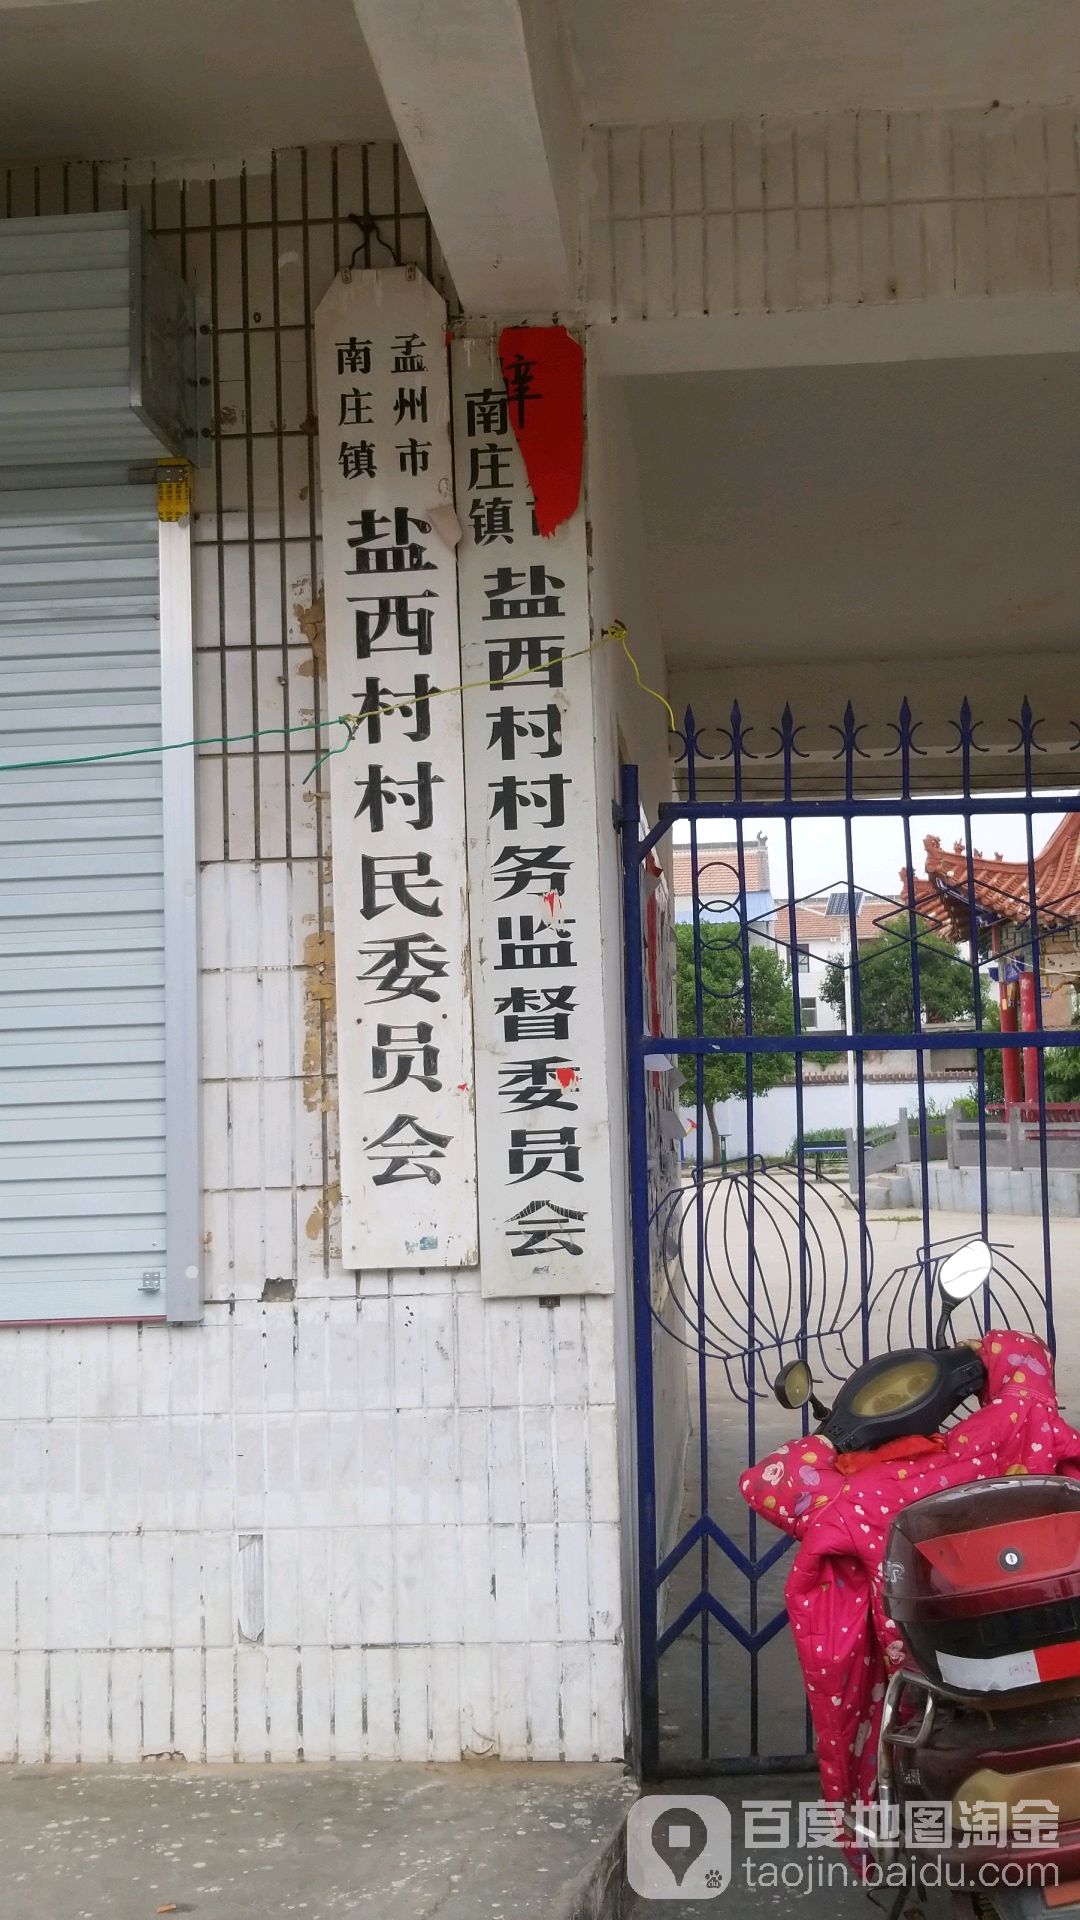 孟州市
南庄镇
盐西村村民委员会
市
南庄镇
盐西村村务监督委员会
百度地图淘金
taojin.baidu.com